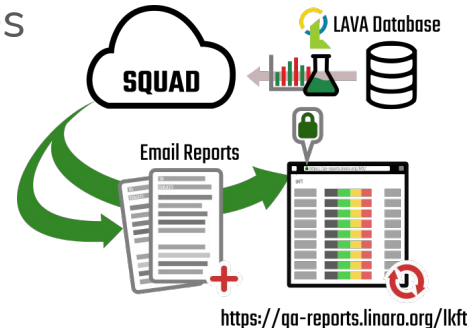 s
LAVA Database
SQUAD
Email Reports
J
https://qa-reports.linaro.org/lkft